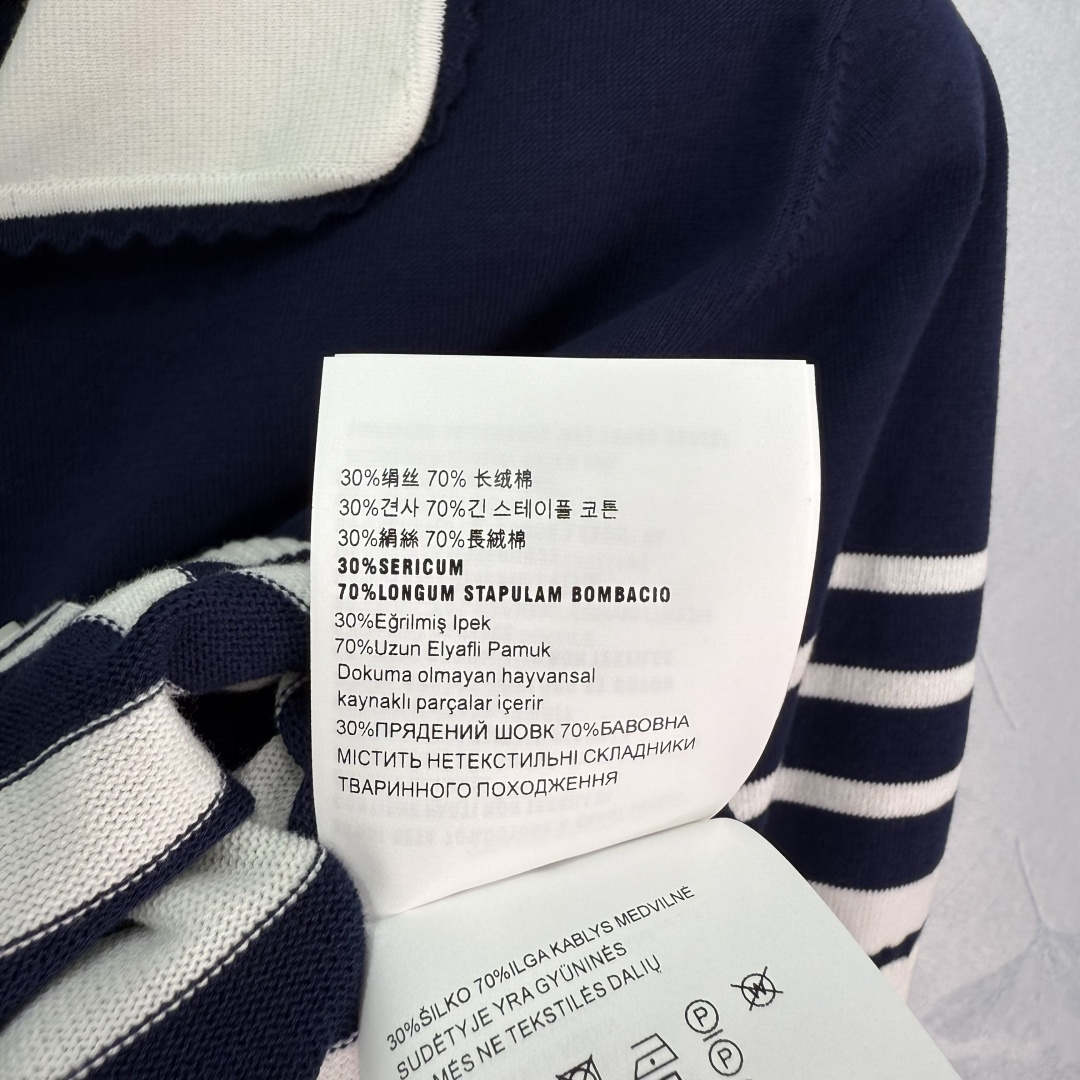 30%绢丝 70% 长绒棉
30%견사 70%긴 스테이플 코튼
30%絹絲 70%長絨棉
30%SERICUM
70%LONGUM STAPULAM BOMBACIO
30%Eğrilmiş Ipek
70%Uzun Elyafli Pamuk
Dokuma olmayan hayvansal
kaynaklı parçalar içerir
30%ПРЯДЕНИЙ ШОВК 70%БАВОВНА
МІСТИТЬ НЕТЕКСТИЛЬНІ СКЛАДНИКИ
ТВАРИННОГО ПОХОДЖЕННЯ
30%ŠILKO 70%ILGA KABLYS MEDVILNĖ
SUDĖTYJE YRA GYŪNINĖS
MĖS NE TEKSTILĖS DALIŲ
W
P
P